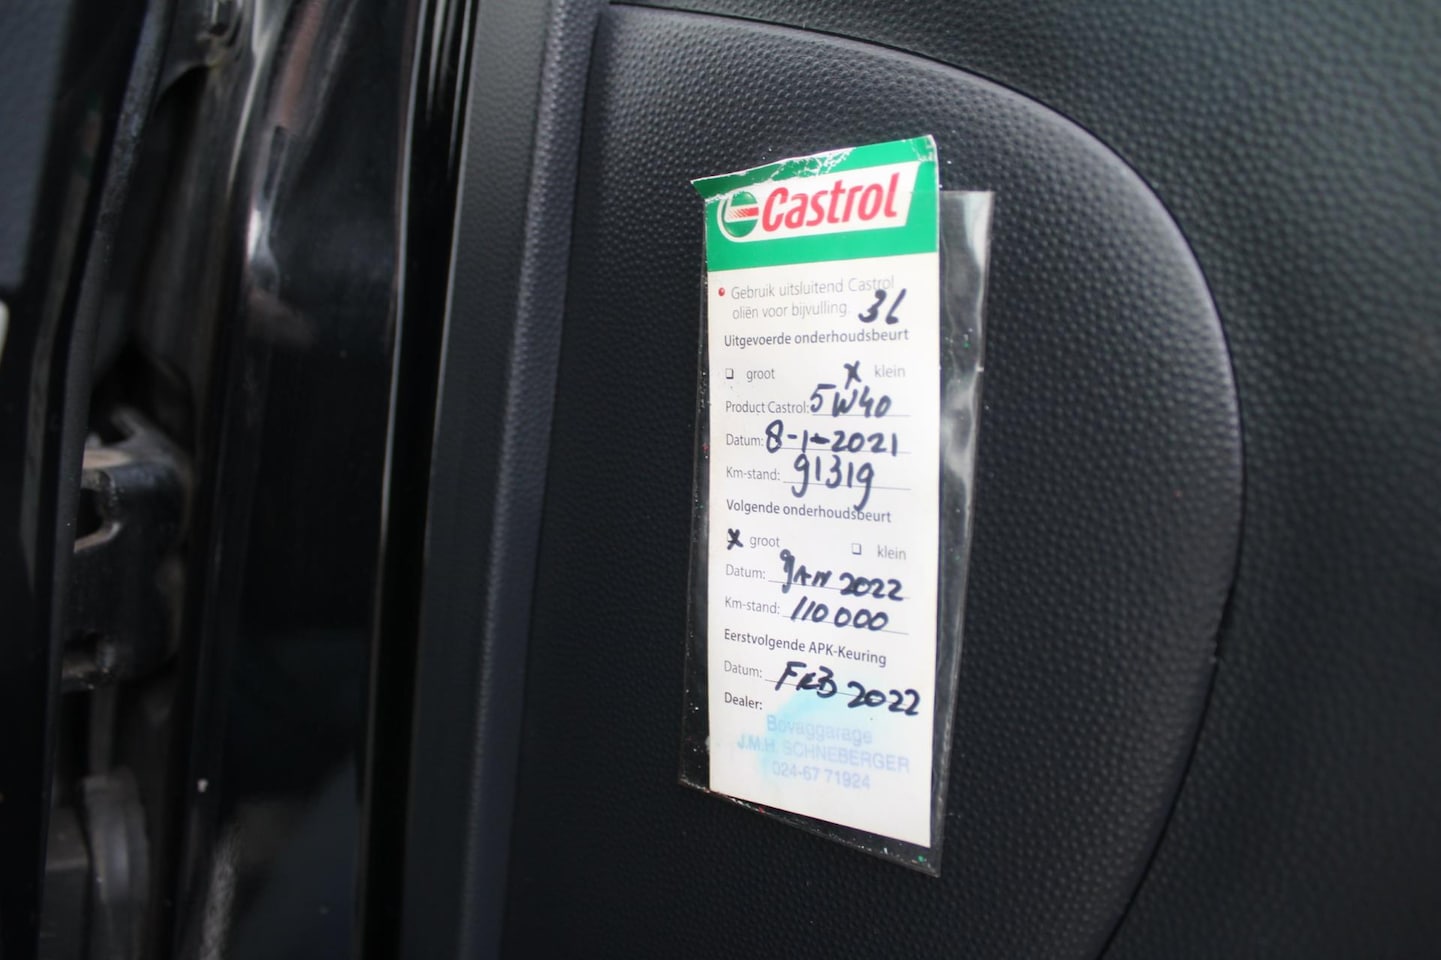 Castrol
Gebruik uitsluitend Castrol
oliën voor bijvulling. 3L
Uitgevoerde onderhoudsbeurt
groot x klein
Product Castrol: 5W40
Datum: 8-1-2021
Km-stand: 91319
Volgende onderhoudsbeurt
x groot klein
Datum: JAN 2022
Km-stand: 110000
Eerstvolgende APK-Keuring
Datum: FEB 2022
Dealer:
Bovaggarage
J.M.H. SCHNEBERGER
024-67 71924